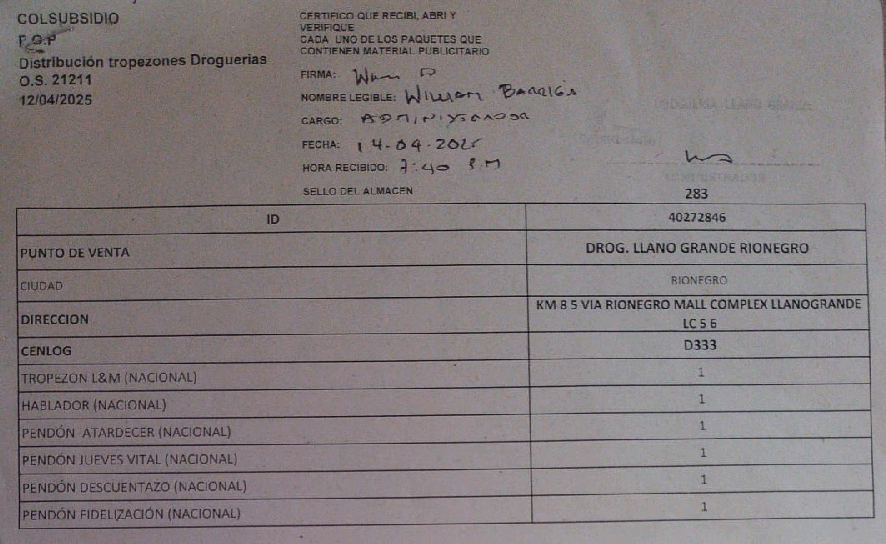 COLSUBSIDIO
P.O.P
Distribución tropezones Droguerias
O.S. 21211
12/04/2025
CERTIFICO QUE RECIBI, ABRI Y
VERIFIQUE
CADA UNO DE LOS PAQUETES QUE
CONTIENEN MATERIAL PUBLICITARIO
FIRMA:
NOMBRE LEGIBLE: William Barrios
CARGO: ADMINISTRADOR
FECHA: 14-04-2025
HORA RECIBIDO: 7:40 P.M
SELLO DEL ALMACEN
283
ID 40272846
PUNTO DE VENTA DROG. LLANO GRANDE RIONEGRO
CIUDAD RIONEGRO
DIRECCION KM 8 5 VIA RIONEGRO MALL COMPLEX LLANOGRANDE
LC 5 6
CENLOG D333
TROPEZON L&M (NACIONAL) 1
HABLADOR (NACIONAL) 1
PENDÓN ATARDECER (NACIONAL) 1
PENDÓN JUEVES VITAL (NACIONAL) 1
PENDÓN DESCUENTAZO (NACIONAL) 1
PENDÓN FIDELIZACIÓN (NACIONAL) 1